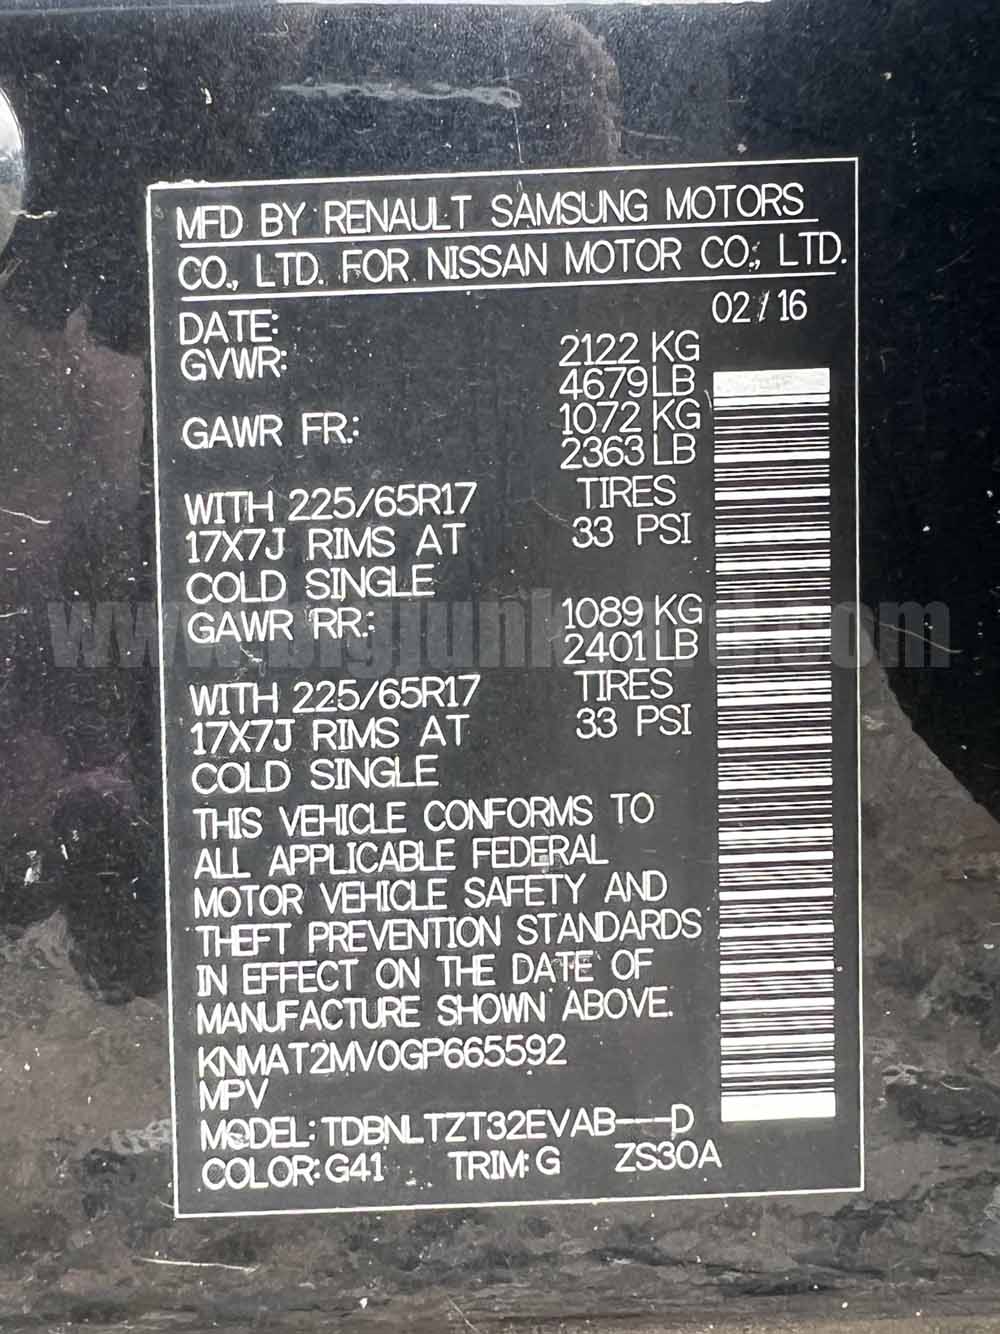 MFD BY RENAULT SAMSUNG MOTORS
CO., LTD. FOR NISSAN MOTOR CO., LTD.
DATE: 02/16
GVWR: 2122 KG
4679 LB
GAWR FR.: 1072 KG
2363 LB
WITH 225/65R17 TIRES
17X7J RIMS AT 33 PSI
COLD SINGLE
GAWR RR.: 1089 KG
2401 LB
WITH 225/65R17 TIRES
17X7J RIMS AT 33 PSI
COLD SINGLE
THIS VEHICLE CONFORMS TO
ALL APPLICABLE FEDERAL
MOTOR VEHICLE SAFETY AND
THEFT PREVENTION STANDARDS
IN EFFECT ON THE DATE OF
MANUFACTURE SHOWN ABOVE.
KNMAT2MV0GP665592
MPV
MODEL: TDBNLTZT32EVAB---D
COLOR: G41 TRIM: G ZS30A
www.bigjunkyard.com